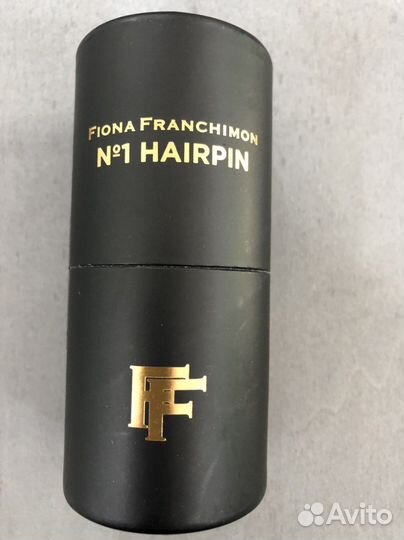 Fiona Franchimon
Nº1 HAIRPIN
FF
Avito